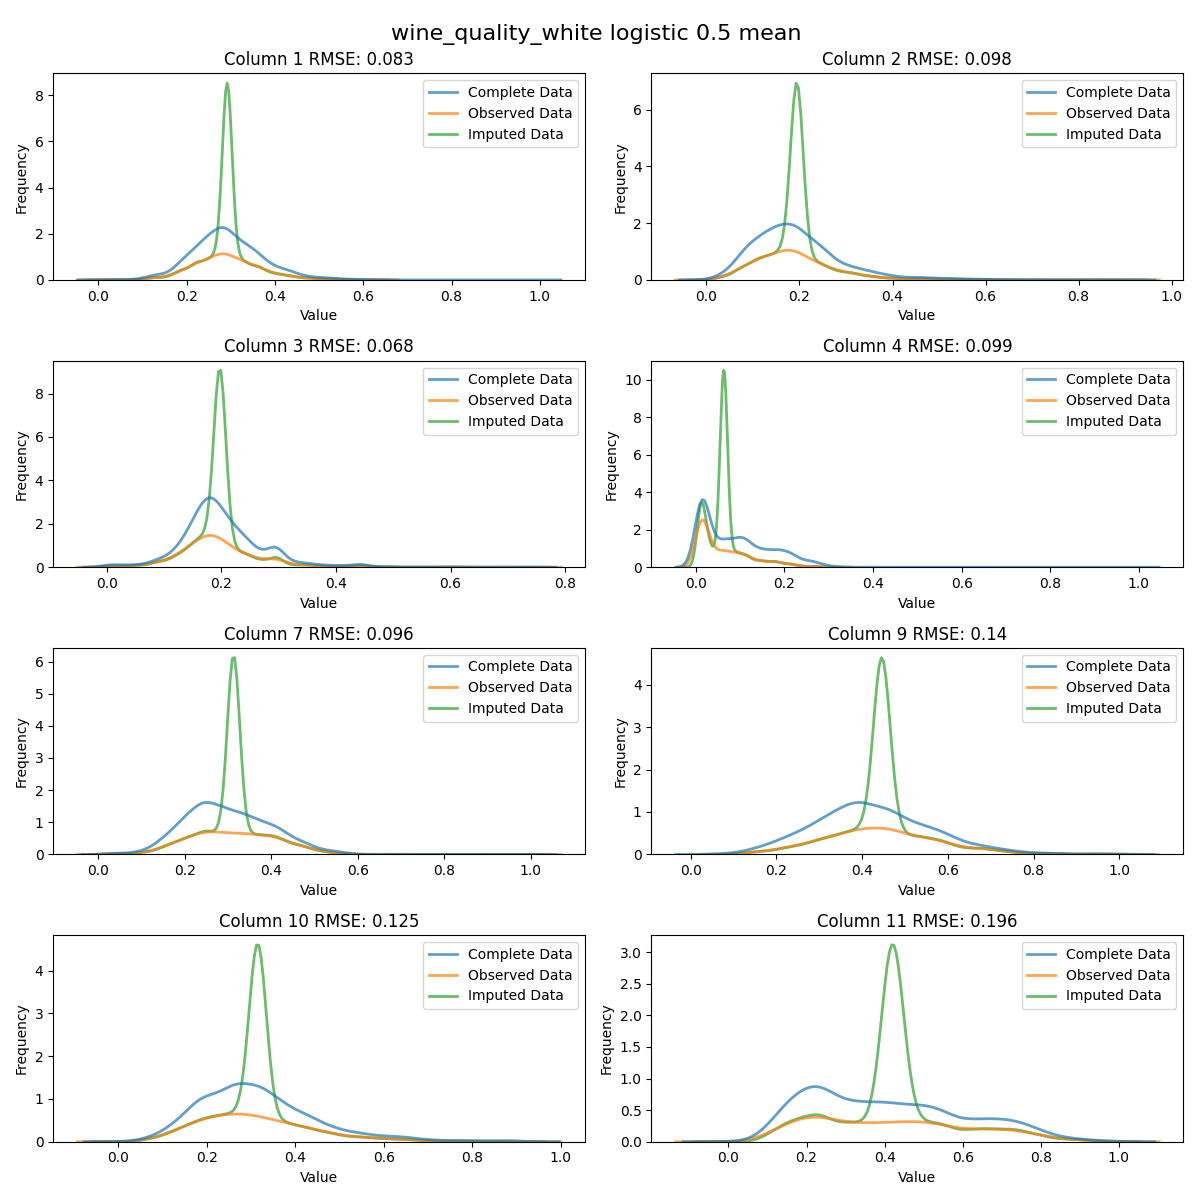 wine_quality_white logistic 0.5 mean
Column 1 RMSE: 0.083
Frequency
8
6
4
2
0
Complete Data
Observed Data
Imputed Data
0.0 0.2 0.4 0.6 0.8 1.0
Value
Column 2 RMSE: 0.098
Frequency
6
4
2
0
Complete Data
Observed Data
Imputed Data
0.0 0.2 0.4 0.6 0.8 1.0
Value
Column 3 RMSE: 0.068
Frequency
8
6
4
2
0
Complete Data
Observed Data
Imputed Data
0.0 0.2 0.4 0.6 0.8
Value
Column 4 RMSE: 0.099
Frequency
10
8
6
4
2
0
Complete Data
Observed Data
Imputed Data
0.0 0.2 0.4 0.6 0.8 1.0
Value
Column 7 RMSE: 0.096
Frequency
6
5
4
3
2
1
0
Complete Data
Observed Data
Imputed Data
0.0 0.2 0.4 0.6 0.8 1.0
Value
Column 9 RMSE: 0.14
Frequency
4
3
2
1
0
Complete Data
Observed Data
Imputed Data
0.0 0.2 0.4 0.6 0.8 1.0
Value
Column 10 RMSE: 0.125
Frequency
4
3
2
1
0
Complete Data
Observed Data
Imputed Data
0.0 0.2 0.4 0.6 0.8 1.0
Value
Column 11 RMSE: 0.196
Frequency
3.0
2.5
2.0
1.5
1.0
0.5
0.0
Complete Data
Observed Data
Imputed Data
0.0 0.2 0.4 0.6 0.8 1.0
Value